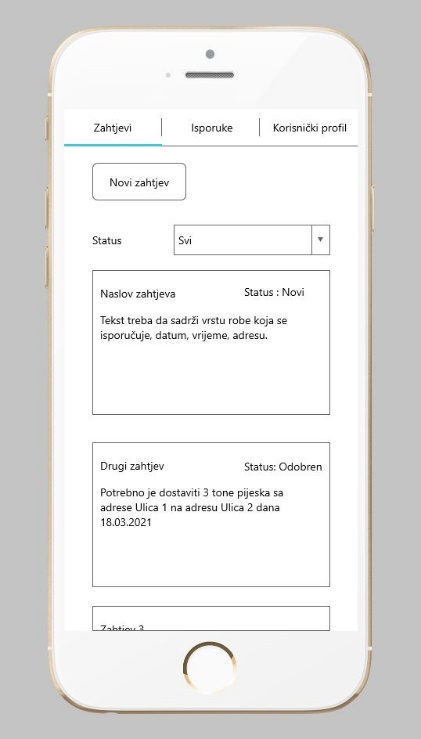 Zahtjevi
Isporuke
Korisnički profil
Novi zahtjev
Status
Svi
Naslov zahtjeva
Status : Novi
Tekst treba da sadrži vrstu robe koja se
isporučuje, datum, vrijeme, adresu.
Drugi zahtjev
Status: Odobren
Potrebno je dostaviti 3 tone pijeska sa
adrese Ulica 1 na adresu Ulica 2 dana
18.03.2021
Zahtjev 3